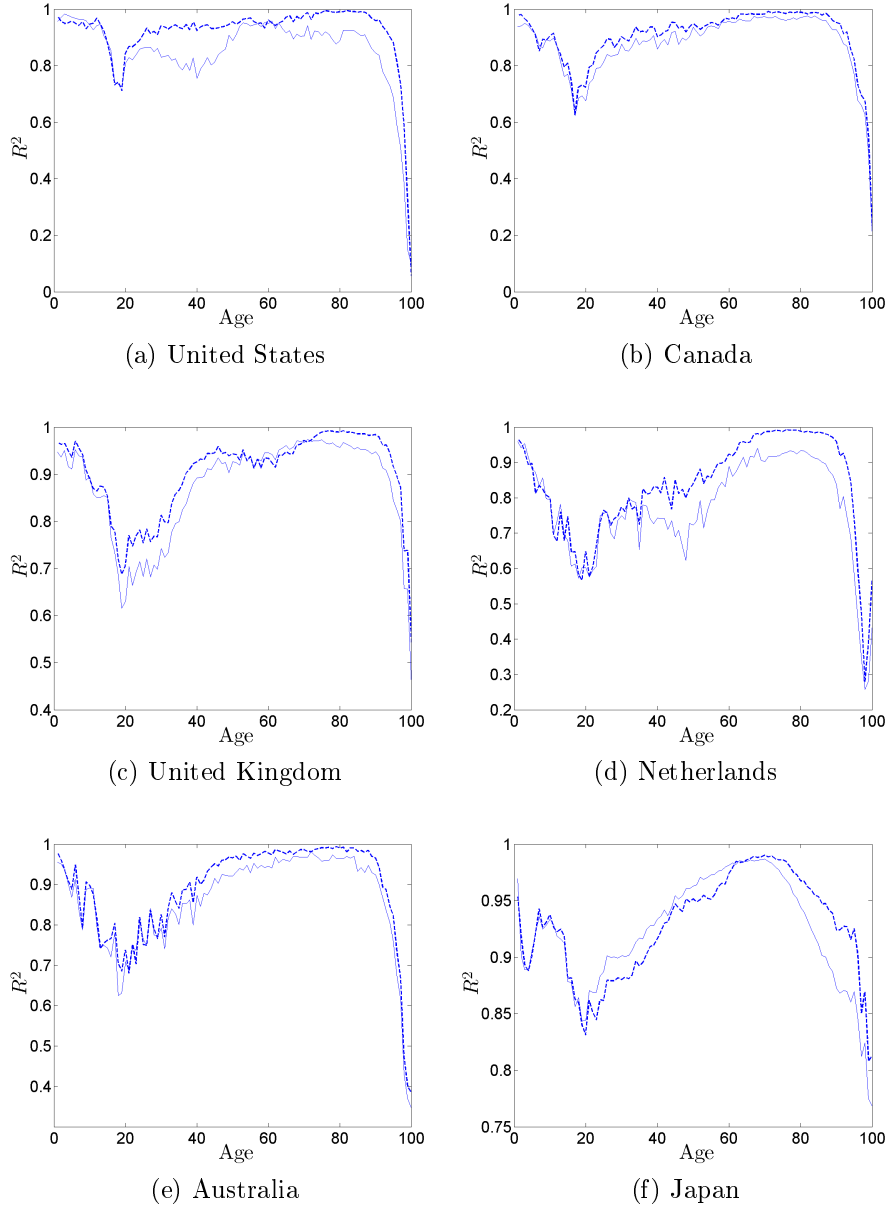 1
0.8
0.6
0.4
0.2
0
R²
0 20 40 60 80 100
Age
(a) United States
1
0.8
0.6
0.4
0.2
0
R²
0 20 40 60 80 100
Age
(b) Canada
1
0.9
0.8
0.7
0.6
0.5
0.4
R²
0 20 40 60 80 100
Age
(c) United Kingdom
1
0.9
0.8
0.7
0.6
0.5
0.4
0.3
0.2
R²
0 20 40 60 80 100
Age
(d) Netherlands
1
0.9
0.8
0.7
0.6
0.5
0.4
R²
0 20 40 60 80 100
Age
(e) Australia
1
0.95
0.9
0.85
0.8
0.75
R²
0 20 40 60 80 100
Age
(f) Japan